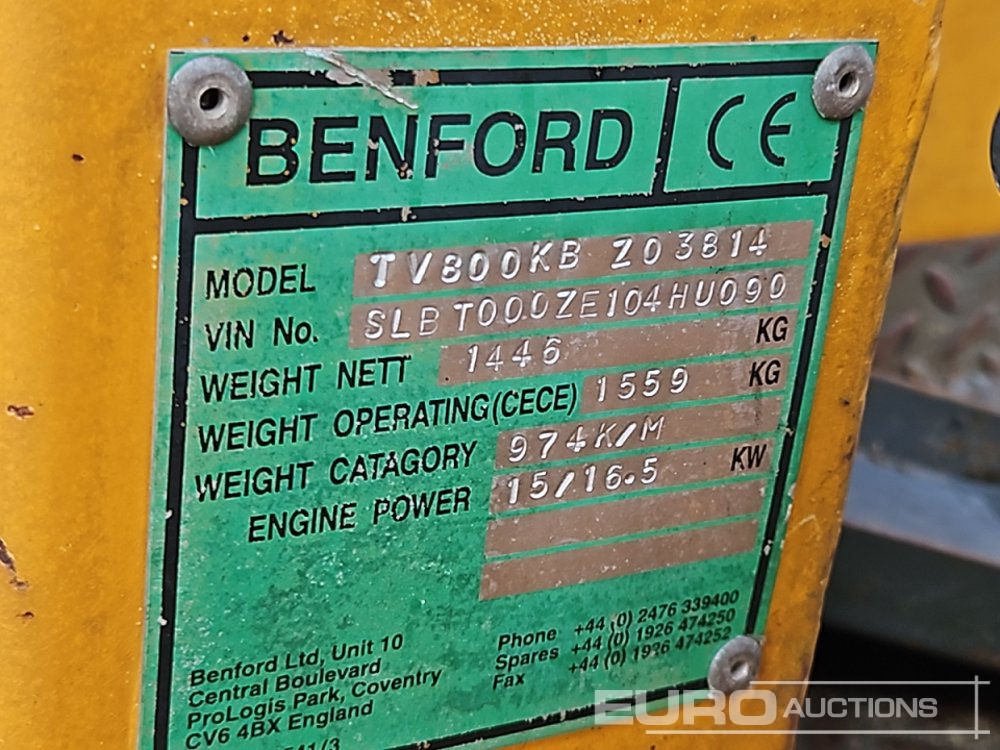 BENFORD CE
MODEL TV800KB Z03814
VIN No. SLBT000ZE104HU090
WEIGHT NETT 1446 KG
WEIGHT OPERATING(CECE) 1559 KG
WEIGHT CATAGORY 974K/M
ENGINE POWER 15/16.5 KW
Benford Ltd, Unit 10
Central Boulevard
ProLogis Park, Coventry
CV6 4BX England
Phone +44 (0) 2476 339400
Spares +44 (0) 1926 474250
Fax +44 (0) 1926 474252
EURO AUCTIONS